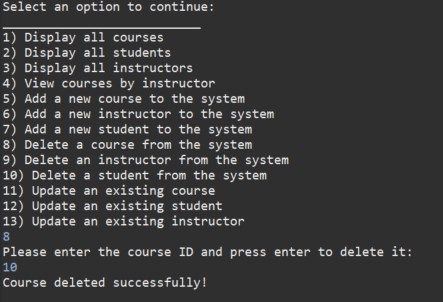 Select an option to continue:
__________________________
1) Display all courses
2) Display all students
3) Display all instructors
4) View courses by instructor
5) Add a new course to the system
6) Add a new instructor to the system
7) Add a new student to the system
8) Delete a course from the system
9) Delete an instructor from the system
10) Delete a student from the system
11) Update an existing course
12) Update an existing student
13) Update an existing instructor
8
Please enter the course ID and press enter to delete it:
10
Course deleted successfully!